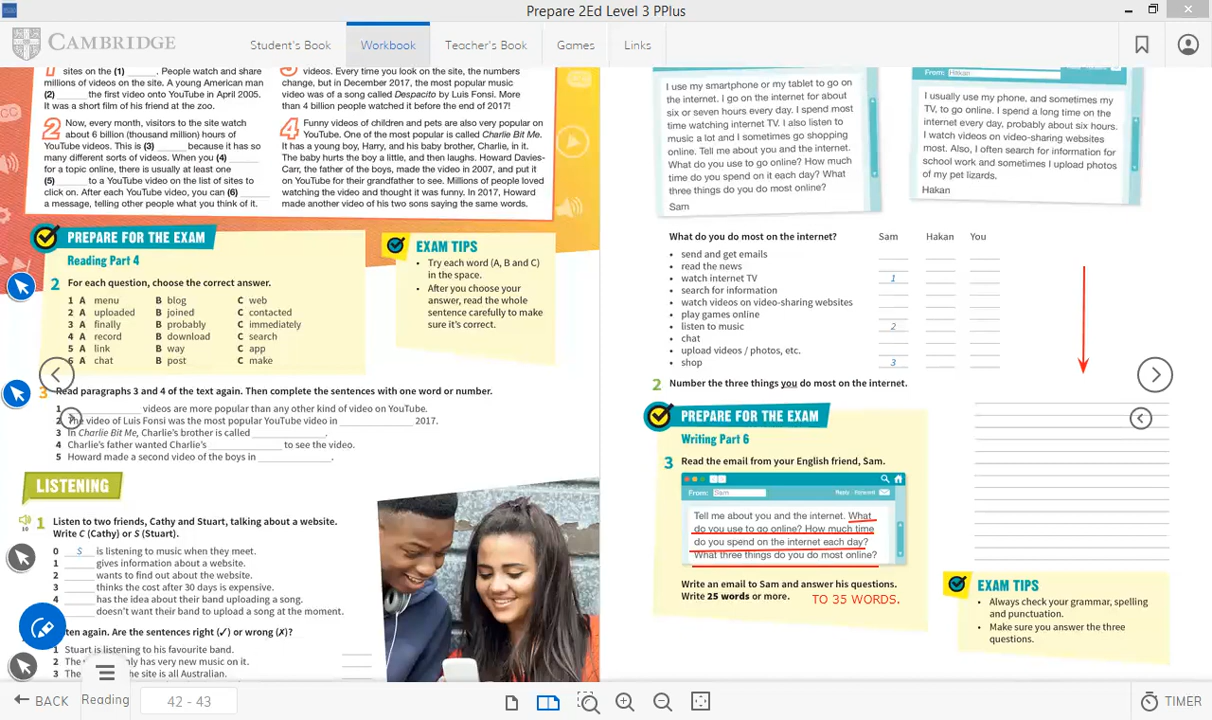 Prepare 2Ed Level 3 PPlus
CAMBRIDGE
Student's Book
Workbook
Teacher's Book
Games
Links
1
sites on the (1) ______. People watch and share
millions of videos on the site. A young American man
(2) ______ the first video onto YouTube in April 2005.
It was a short film of his friend at the zoo.
2
Now, every month, visitors to the site watch
about 6 billion (thousand million) hours of
YouTube videos. This is (3) ______ because it has so
many different sorts of videos. When you (4) ______
for a topic online, there is usually at least one
(5) ______ to a YouTube video on the list of sites to
click on. After each YouTube video, you can (6) ______
a message, telling other people what you think of it.
3
videos. Every time you look on the site, the numbers
change, but in December 2017, the most popular music
video was of a song called Despacito by Luis Fonsi. More
than 4 billion people watched it before the end of 2017!
4
Funny videos of children and pets are also very popular on
YouTube. One of the most popular is called Charlie Bit Me.
It has a young boy, Harry, and his baby brother, Charlie, in it.
The baby hurts the boy a little, and then laughs. Howard Davies-
Carr, the father of the boys, made the video in 2007, and put it
on YouTube for their grandfather to see. Millions of people loved
watching the video and thought it was funny. In 2017, Howard
made another video of his two sons saying the same words.
PREPARE FOR THE EXAM
Reading Part 4
2 For each question, choose the correct answer.
1 A menu B blog C web
2 A uploaded B joined C contacted
3 A finally B probably C immediately
4 A record B download C search
5 A link B way C app
6 A chat B post C make
EXAM TIPS
• Try each word (A, B and C)
in the space.
• After you choose your
answer, read the whole
sentence carefully to make
sure it's correct.
3 Read paragraphs 3 and 4 of the text again. Then complete the sentences with one word or number.
1 ______ videos are more popular than any other kind of video on YouTube.
2 The video of Luis Fonsi was the most popular YouTube video in ______ 2017.
3 In Charlie Bit Me, Charlie's brother is called ______.
4 Charlie's father wanted Charlie's ______ to see the video.
5 Howard made a second video of the boys in ______.
LISTENING
10
1 Listen to two friends, Cathy and Stuart, talking about a website.
Write C (Cathy) or S (Stuart).
0 S is listening to music when they meet.
1 ______ gives information about a website.
2 ______ wants to find out about the website.
3 ______ thinks the cost after 30 days is expensive.
4 ______ has the idea about their band uploading a song.
______ doesn't want their band to upload a song at the moment.
ten again. Are the sentences right (✓) or wrong (✗)?
1 Stuart is listening to his favourite band.
2 The only has very new music on it.
3 The the site is all Australian.
I use my smartphone or my tablet to go on
the internet. I go on the internet for about
six or seven hours every day. I spend most
time watching internet TV. I also listen to
music a lot and I sometimes go shopping
online. Tell me about you and the internet.
What do you use to go online? How much
time do you spend on it each day? What
three things do you do most online?
Sam
From: Hakan
I usually use my phone, and sometimes my
TV, to go online. I spend a long time on the
internet every day, probably about six hours.
I watch videos on video-sharing websites
most. Also, I often search for information for
school work and sometimes I upload photos
of my pet lizards.
Hakan
What do you do most on the internet? Sam Hakan You
• send and get emails
• read the news
• watch internet TV 1
• search for information
• watch videos on video-sharing websites
• play games online
• listen to music 2
• chat
• upload videos / photos, etc.
• shop 3
2 Number the three things you do most on the internet.
PREPARE FOR THE EXAM
Writing Part 6
3 Read the email from your English friend, Sam.
From: Sam
Reply Forward
Tell me about you and the internet. What
do you use to go online? How much time
do you spend on the internet each day?
What three things do you do most online?
Write an email to Sam and answer his questions.
Write 25 words or more. TO 35 WORDS.
EXAM TIPS
• Always check your grammar, spelling
and punctuation.
• Make sure you answer the three
questions.
BACK
Reading
42 - 43
TIMER